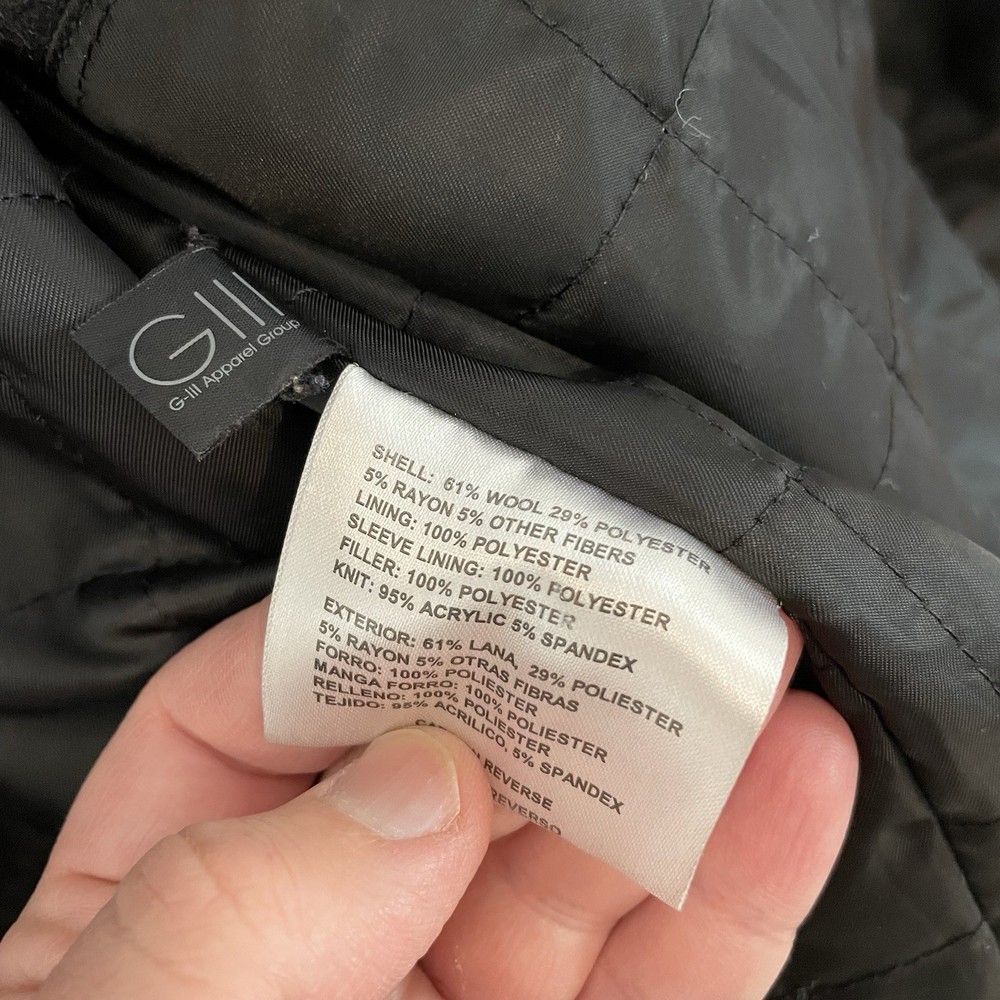 GIII
G-III Apparel Group
SHELL: 61% WOOL 29% POLYESTER
5% RAYON 5% OTHER FIBERS
LINING: 100% POLYESTER
SLEEVE LINING: 100% POLYESTER
FILLER: 100% POLYESTER
KNIT: 95% ACRYLIC 5% SPANDEX
EXTERIOR: 61% LANA, 29% POLIESTER
5% RAYON 5% OTRAS FIBRAS
FORRO: 100% POLIESTER
MANGA FORRO: 100% POLIESTER
RELLENO: 100% POLIESTER
TEJIDO: 95% ACRILICO, 5% SPANDEX
REVERSE
REVERSO